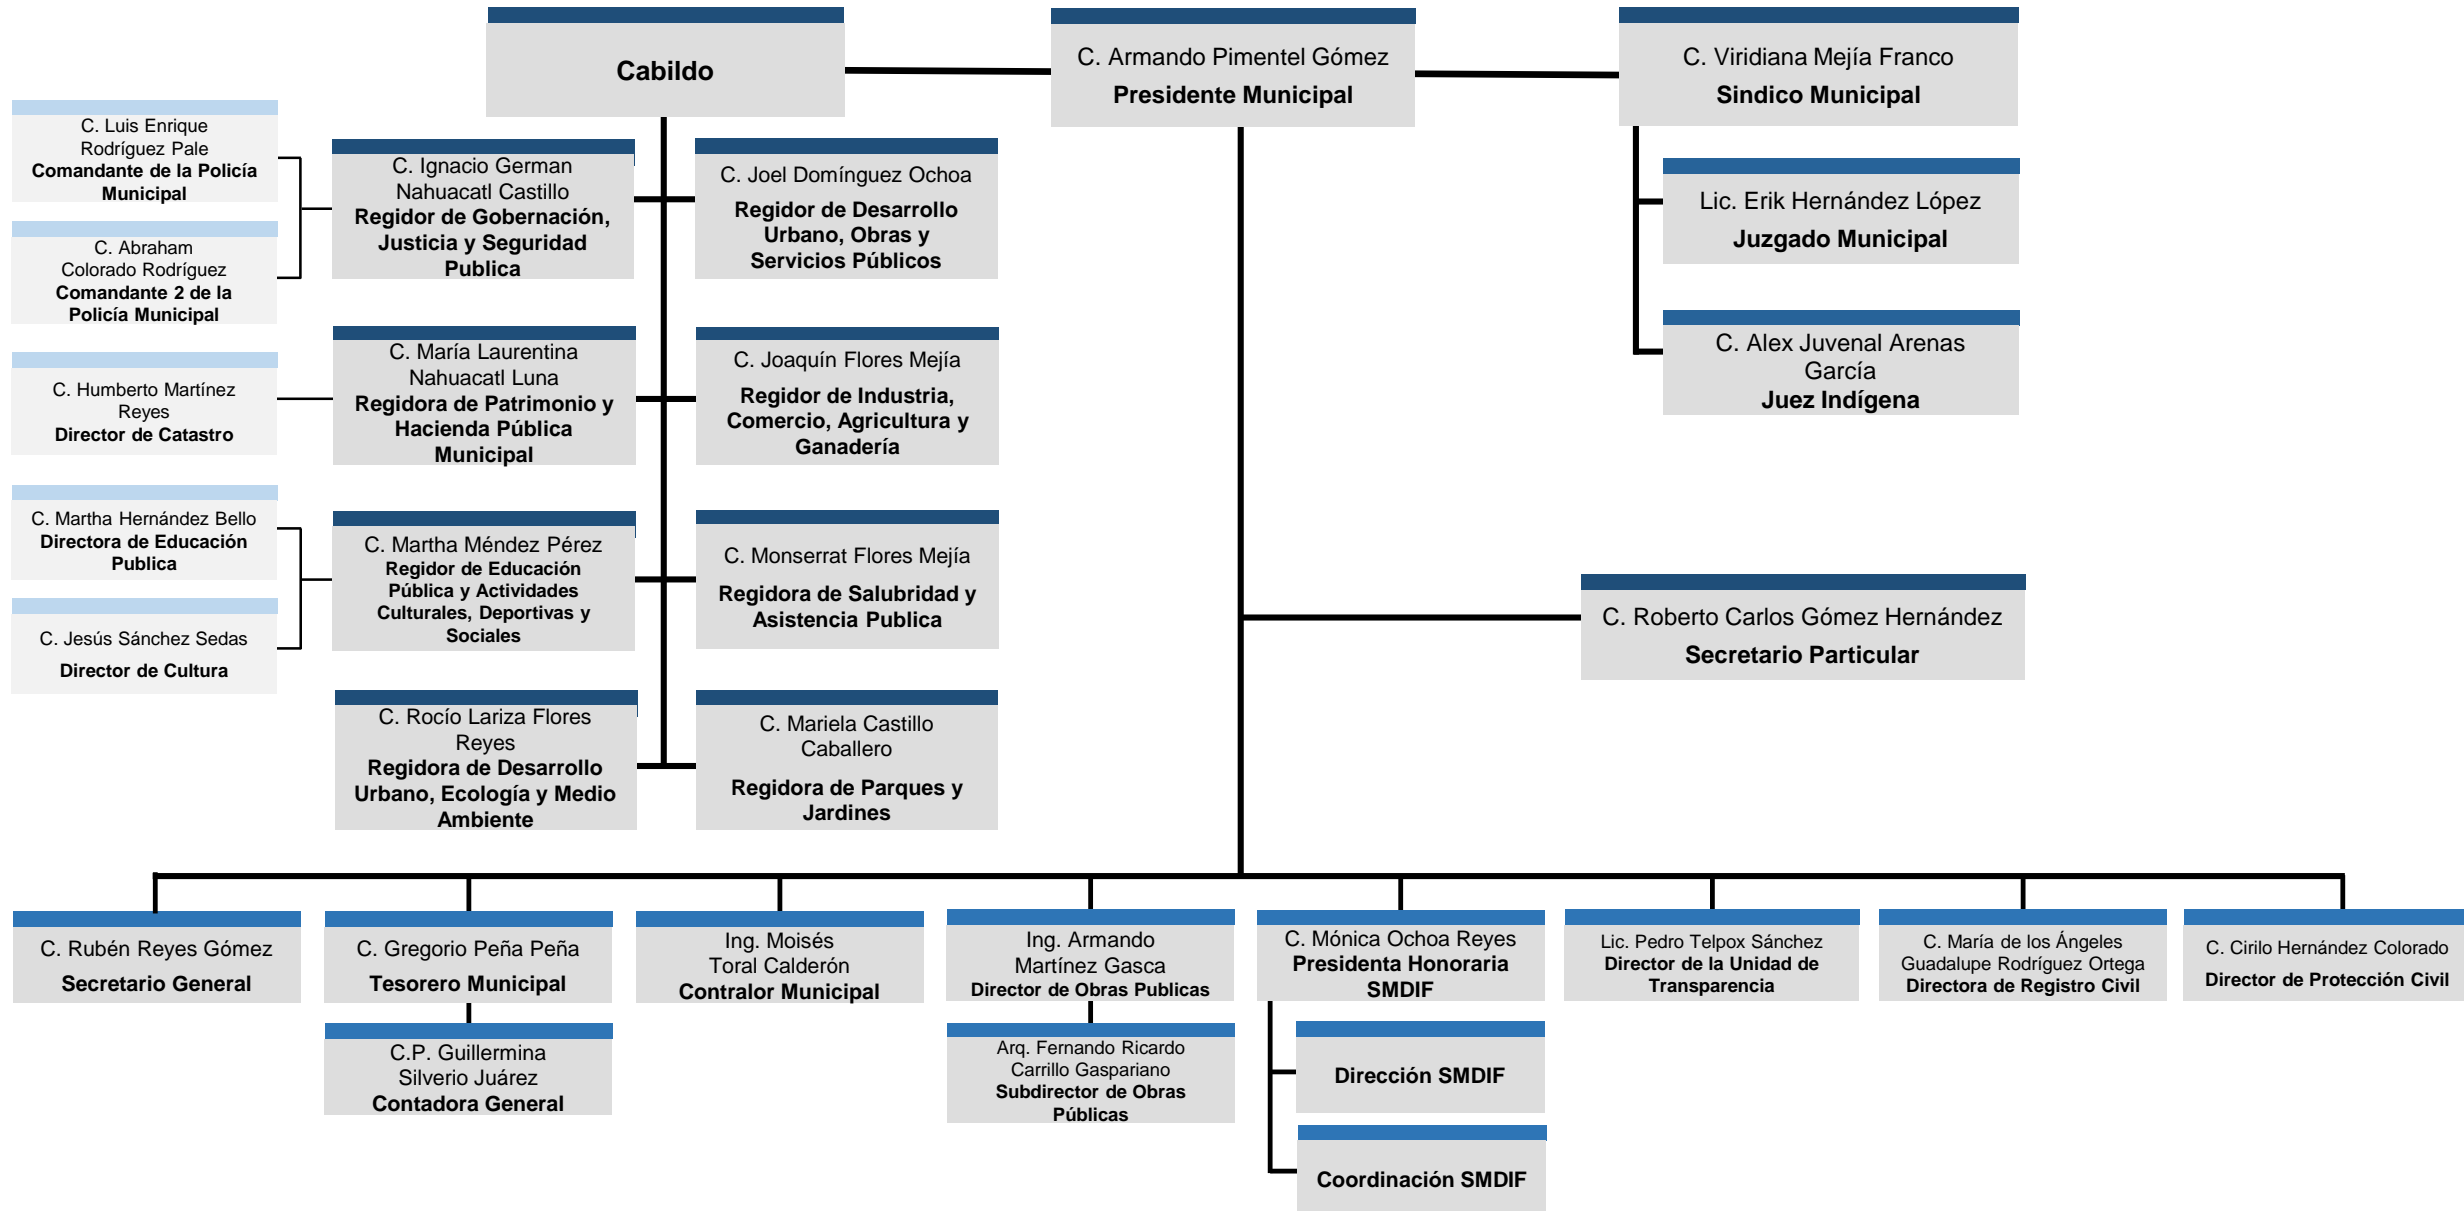 Cabildo
C. Armando Pimentel Gómez
Presidente Municipal
C. Viridiana Mejía Franco
Sindico Municipal
C. Luis Enrique
Rodríguez Pale
Comandante de la Policía
Municipal
C. Abraham
Colorado Rodríguez
Comandante 2 de la
Policía Municipal
C. Ignacio German
Nahuacatl Castillo
Regidor de Gobernación,
Justicia y Seguridad
Publica
C. Joel Domínguez Ochoa
Regidor de Desarrollo
Urbano, Obras y
Servicios Públicos
Lic. Erik Hernández López
Juzgado Municipal
C. Alex Juvenal Arenas
García
Juez Indígena
C. Humberto Martínez
Reyes
Director de Catastro
C. María Laurentina
Nahuacatl Luna
Regidora de Patrimonio y
Hacienda Pública
Municipal
C. Joaquín Flores Mejía
Regidor de Industria,
Comercio, Agricultura y
Ganadería
C. Martha Hernández Bello
Directora de Educación
Publica
C. Jesús Sánchez Sedas
Director de Cultura
C. Martha Méndez Pérez
Regidor de Educación
Pública y Actividades
Culturales, Deportivas y
Sociales
C. Monserrat Flores Mejía
Regidora de Salubridad y
Asistencia Publica
C. Roberto Carlos Gómez Hernández
Secretario Particular
C. Rocío Lariza Flores
Reyes
Regidora de Desarrollo
Urbano, Ecología y Medio
Ambiente
C. Mariela Castillo
Caballero
Regidora de Parques y
Jardines
C. Rubén Reyes Gómez
Secretario General
C. Gregorio Peña Peña
Tesorero Municipal
Ing. Moisés
Toral Calderón
Contralor Municipal
Ing. Armando
Martínez Gasca
Director de Obras Publicas
C. Mónica Ochoa Reyes
Presidenta Honoraria
SMDIF
Lic. Pedro Telpox Sánchez
Director de la Unidad de
Transparencia
C. María de los Ángeles
Guadalupe Rodríguez Ortega
Directora de Registro Civil
C. Cirilo Hernández Colorado
Director de Protección Civil
C.P. Guillermina
Silverio Juárez
Contadora General
Arq. Fernando Ricardo
Carrillo Gaspariano
Subdirector de Obras
Públicas
Dirección SMDIF
Coordinación SMDIF